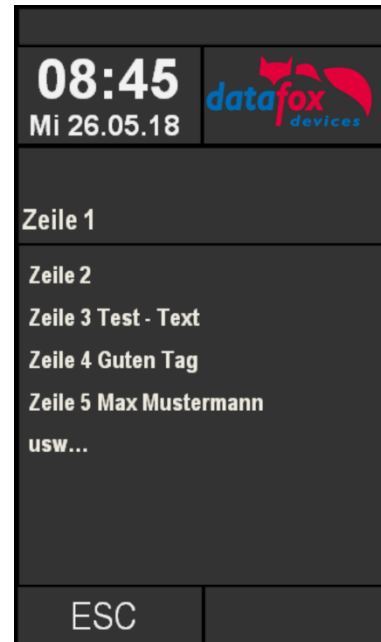 08:45
Mi 26.05.18
datafox
devices
Zeile 1
Zeile 2
Zeile 3 Test - Text
Zeile 4 Guten Tag
Zeile 5 Max Mustermann
usw...
ESC